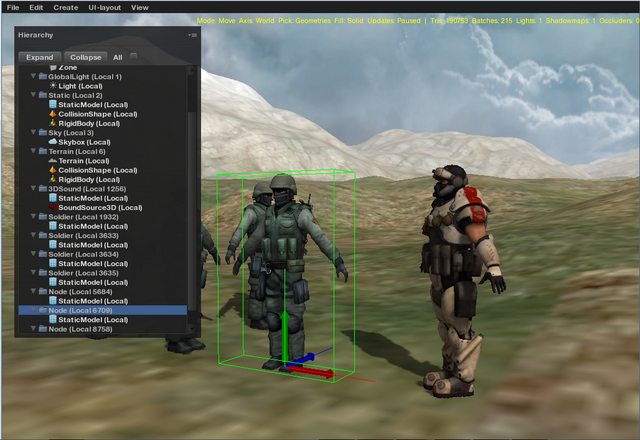 File Edit Create UI-layout View
Mode: Move Axis: World Pick: Geometries Fill: Solid Updates: Paused | Tris: 190753 Batches: 215 Lights: 1 Shadowmaps: 1 Occluders: 0
Hierarchy
Expand Collapse All
Zone
GlobalLight (Local 1)
Light (Local)
Static (Local 2)
StaticModel (Local)
CollisionShape (Local)
RigidBody (Local)
Sky (Local 3)
Skybox (Local)
Terrain (Local 6)
Terrain (Local)
CollisionShape (Local)
RigidBody (Local)
3DSound (Local 1256)
StaticModel (Local)
SoundSource3D (Local)
Soldier (Local 1932)
StaticModel (Local)
Soldier (Local 3633)
StaticModel (Local)
Soldier (Local 3634)
StaticModel (Local)
Soldier (Local 3635)
StaticModel (Local)
Node (Local 5684)
StaticModel (Local)
Node (Local 6709)
StaticModel (Local)
Node (Local 8758)